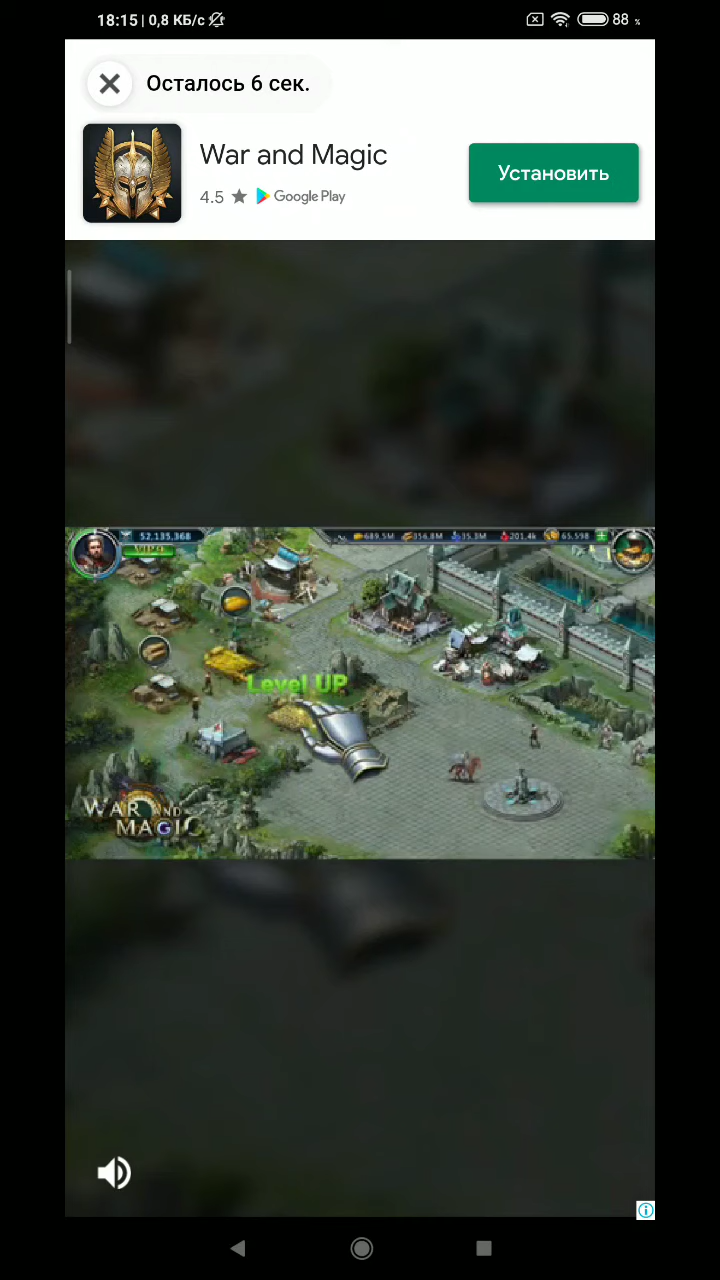 18:15 | 0,8 КБ/с
88 %
Осталось 6 сек.
War and Magic
Установить
4.5 ★ Google Play
52,135,368
689,5M 356,8M 35,3M 201,4k 65,598
Level UP
WAR AND
MAGIC